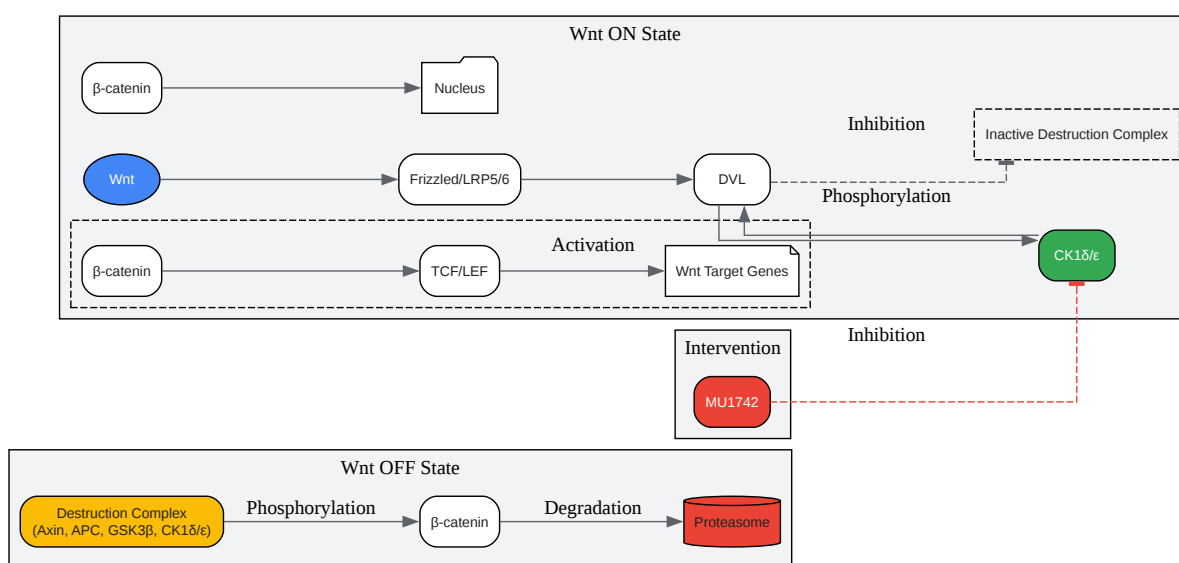 Wnt ON State
β-catenin
Nucleus
Inhibition
Inactive Destruction Complex
Wnt
Frizzled/LRP5/6
DVL
Phosphorylation
β-catenin
TCF/LEF
Activation
Wnt Target Genes
CK1δ/ε
Inhibition
Intervention
MU1742
Wnt OFF State
Destruction Complex
(Axin, APC, GSK3β, CK1δ/ε)
Phosphorylation
β-catenin
Degradation
Proteasome